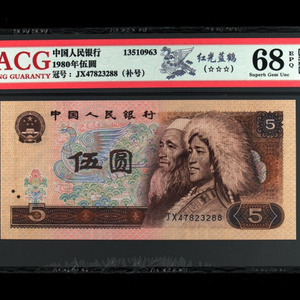 ACG
NG GUARANTY
中国人民银行
1980年伍圆
冠号：JX47823288（补号）
13510963
红光蓝鹤
(☆☆☆)
68
EPQ
Superb Gem Unc
中国人民银行
5
伍圆
5
5
JX47823288